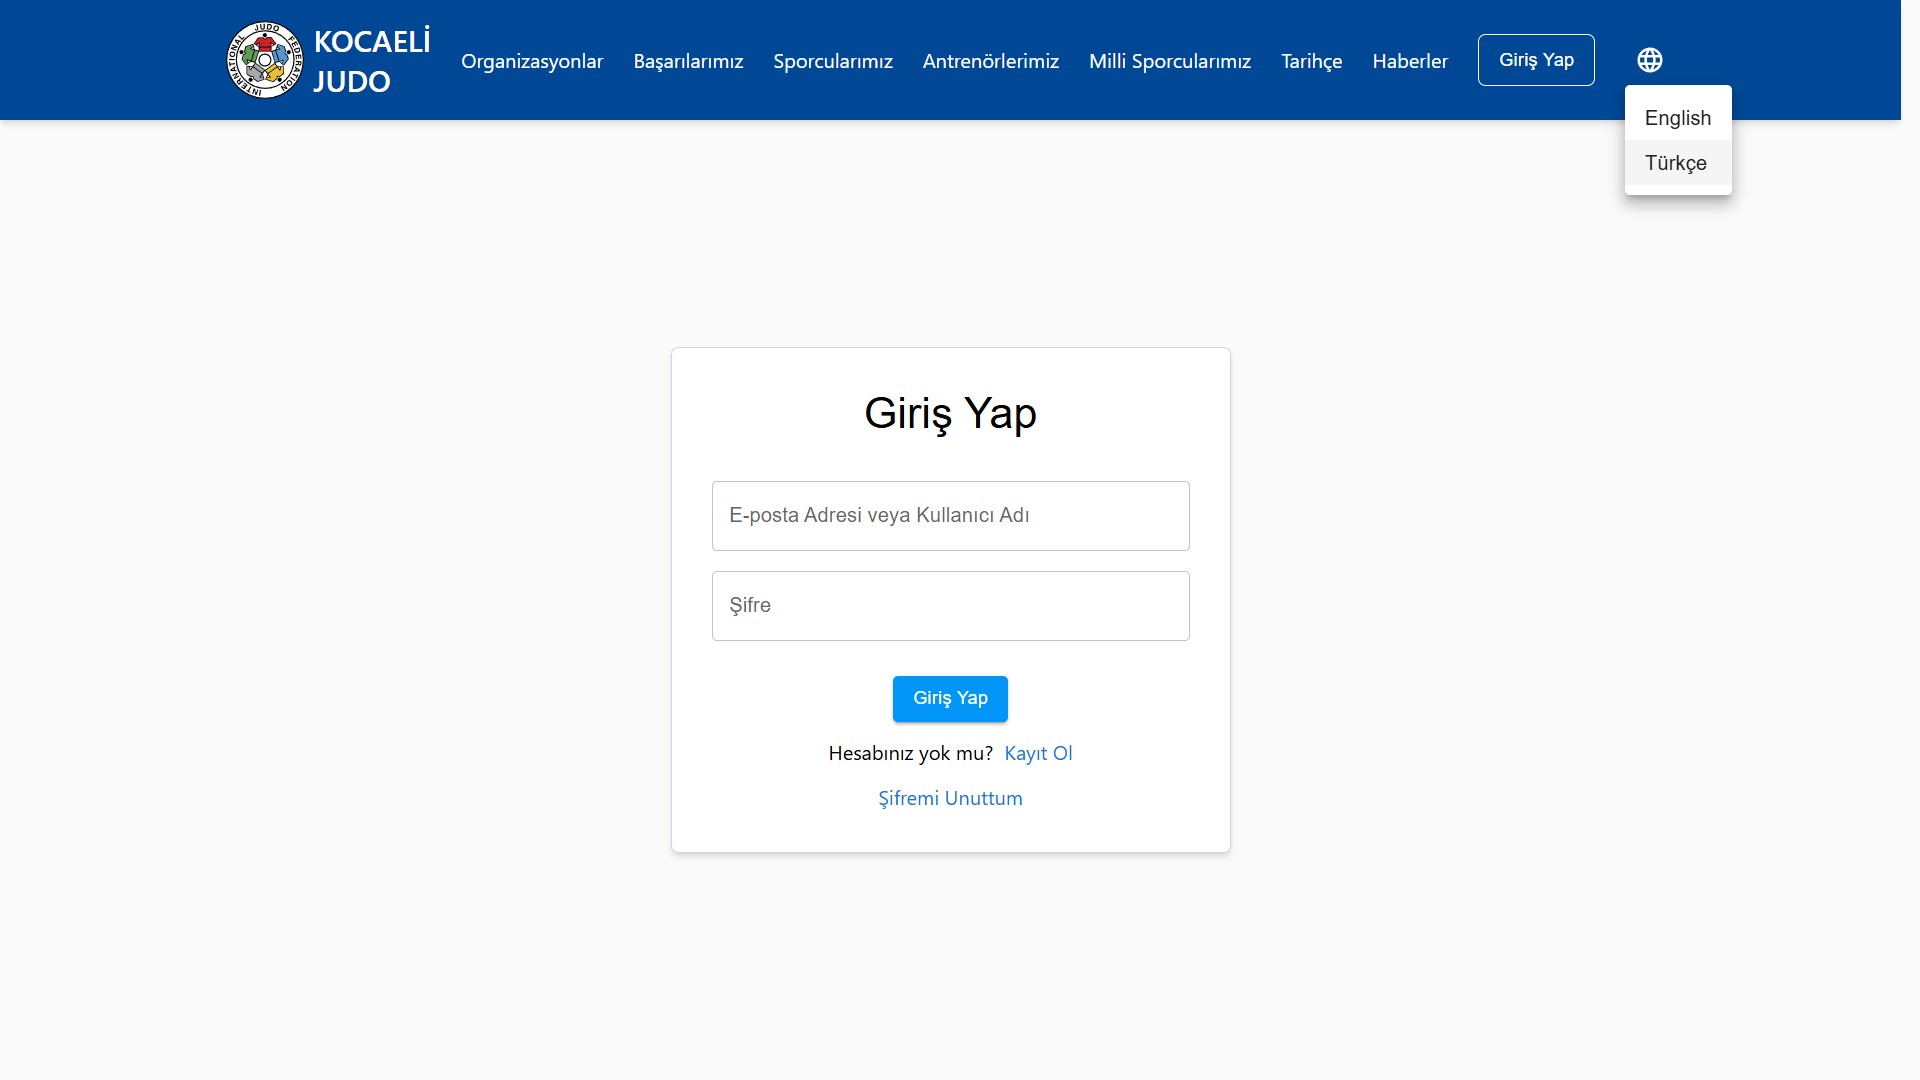 INTERNATIONAL JUDO FEDERATION
KOCAELİ
JUDO
Organizasyonlar
Başarılarımız
Sporcularımız
Antrenörlerimiz
Milli Sporcularımız
Tarihçe
Haberler
Giriş Yap
English
Türkçe
Giriş Yap
E-posta Adresi veya Kullanıcı Adı
Şifre
Giriş Yap
Hesabınız yok mu? Kayıt Ol
Şifremi Unuttum